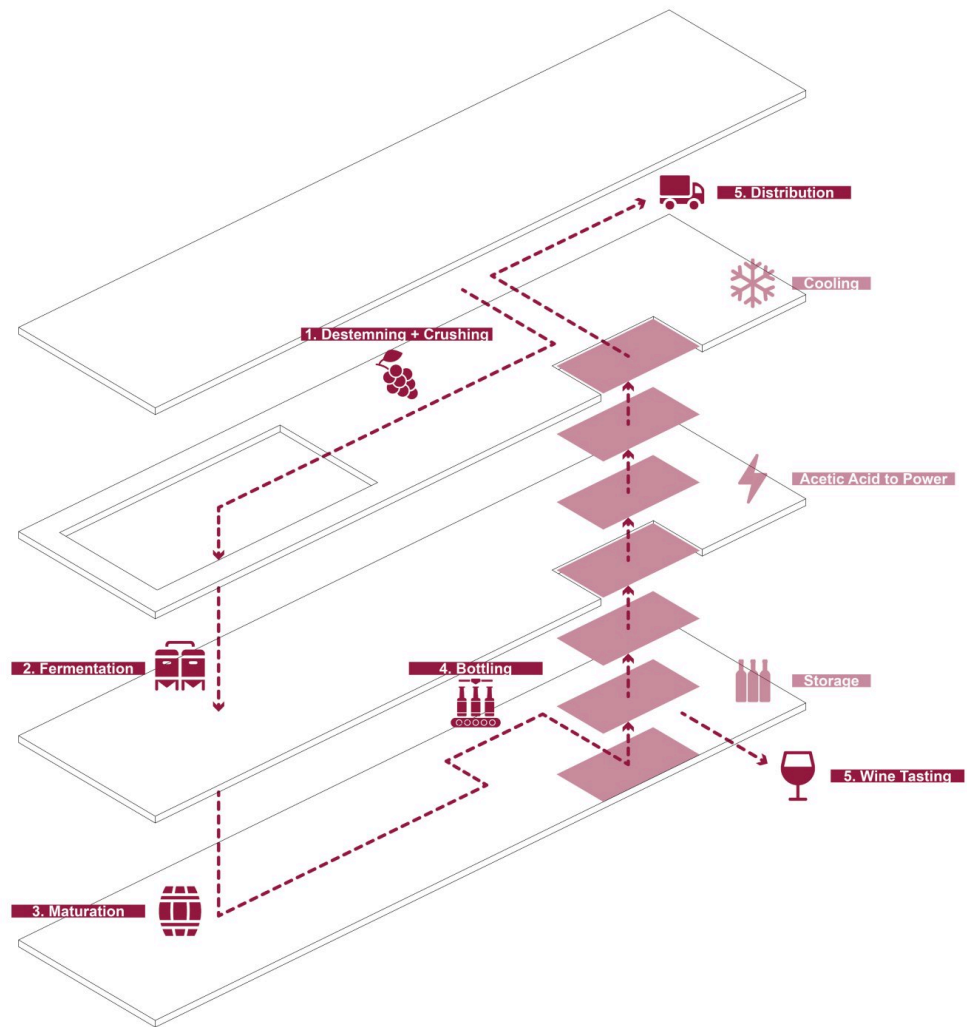 5. Distribution
Cooling
1. Destemning + Crushing
Acetic Acid to Power
2. Fermentation
4. Bottling
Storage
5. Wine Tasting
3. Maturation